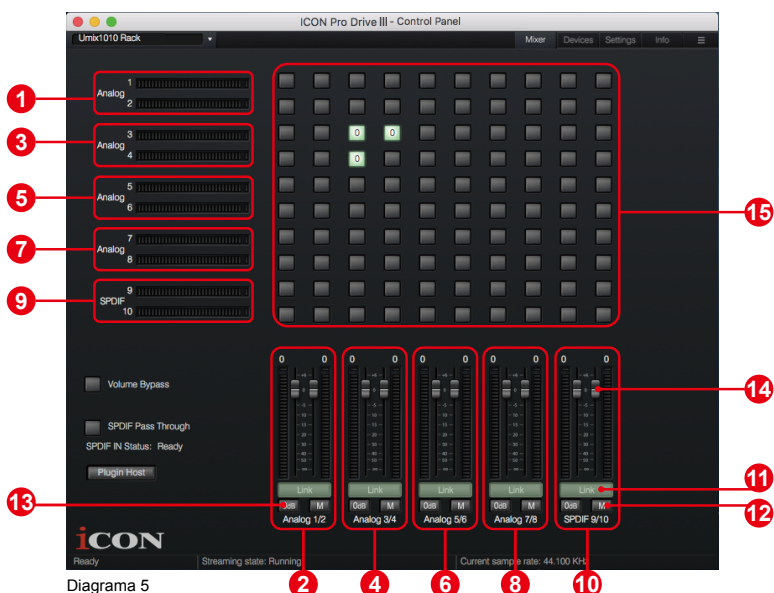 ICON Pro Drive III - Control Panel
Umix1010 Rack
Mixer Devices Settings Info
1 Analog 1
2
3 Analog 3
4
0 0
0
5 Analog 5
6
15
7 Analog 7
8
9 SPDIF 9
10
0 0 0 0 0 0 0 0 0 0
Volume Bypass
14
SPDIF Pass Through
SPDIF IN Status: Ready
Plugin Host
Link Link Link Link Link 11
13 0dB M 0dB M 0dB M 0dB M 0dB M 12
Analog 1/2 Analog 3/4 Analog 5/6 Analog 7/8 SPDIF 9/10
iCON
Ready Streaming state: Running Current sample rate: 44.100 KHz
Diagrama 5 2 4 6 8 10